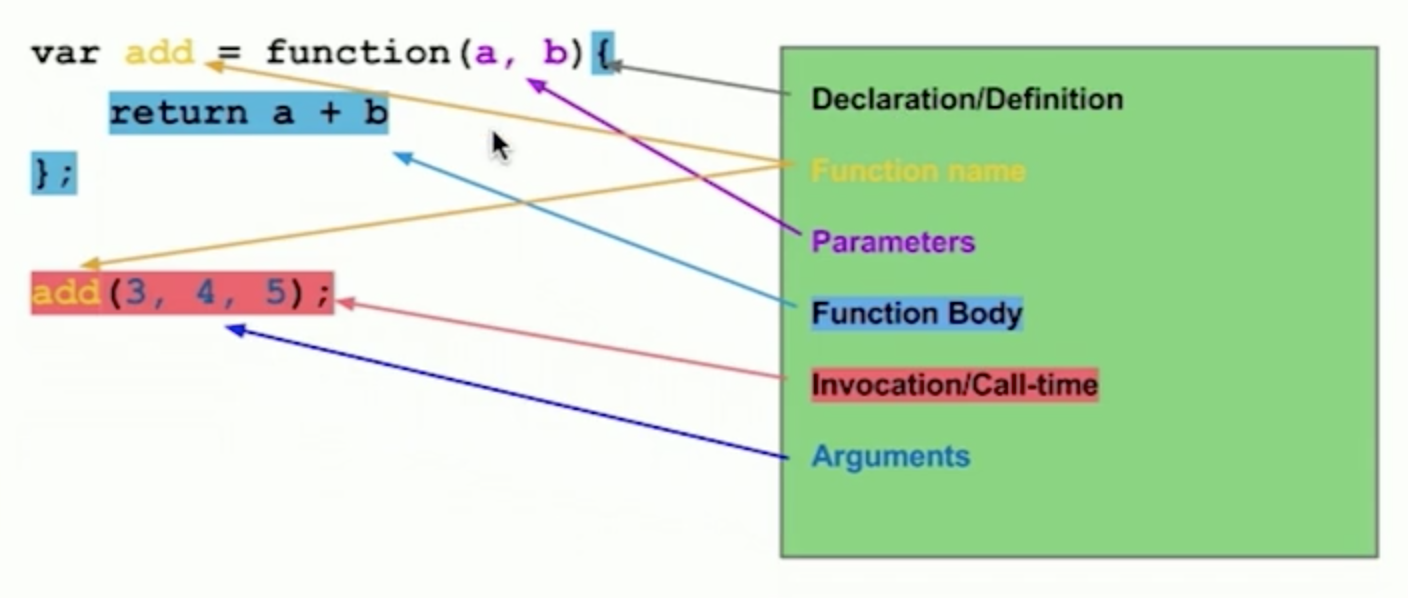 var add = function(a, b){
return a + b
};
add(3, 4, 5);
Declaration/Definition
Function name
Parameters
Function Body
Invocation/Call-time
Arguments